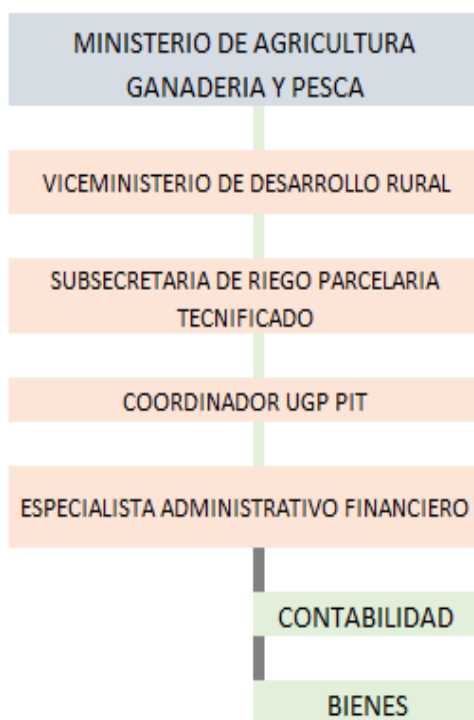 MINISTERIO DE AGRICULTURA
GANADERIA Y PESCA
VICEMINISTERIO DE DESARROLLO RURAL
SUBSECRETARIA DE RIEGO PARCELARIA
TECNIFICADO
COORDINADOR UGP PIT
ESPECIALISTA ADMINISTRATIVO FINANCIERO
CONTABILIDAD
BIENES